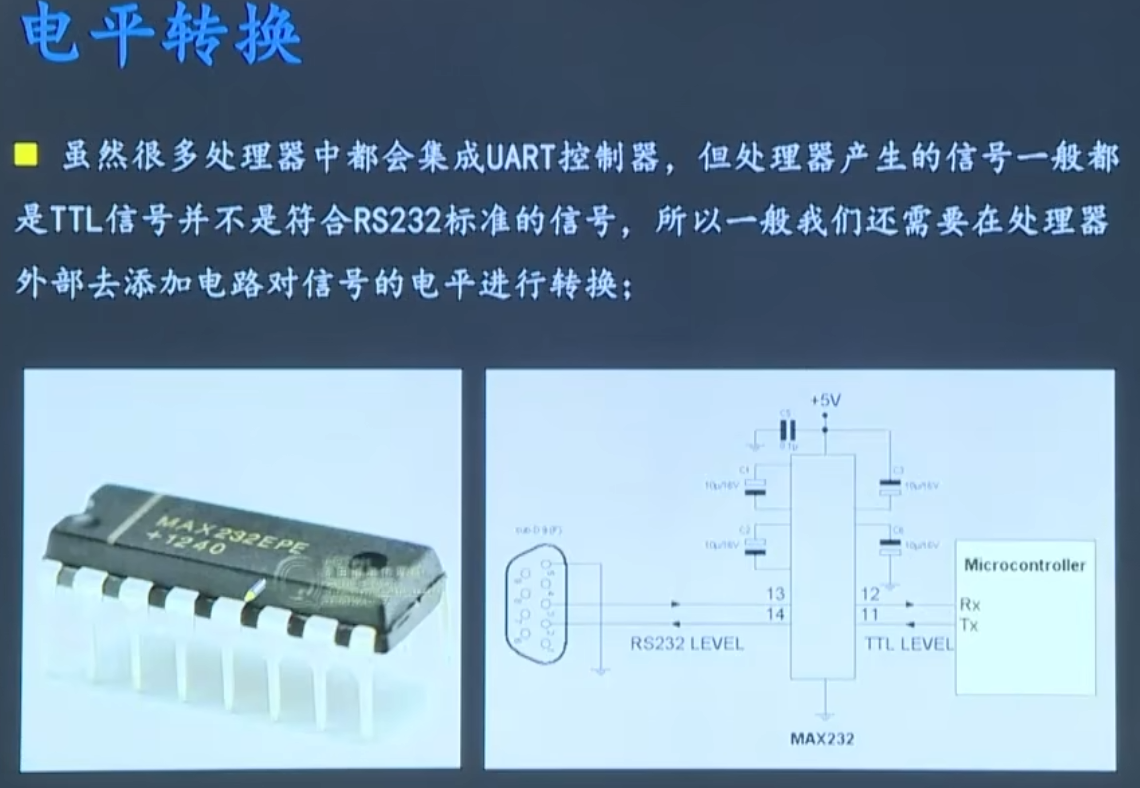 电平转换
虽然很多处理器中都会集成UART控制器，但处理器产生的信号一般都
是TTL信号并不是符合RS232标准的信号，所以一般我们还需要在处理器
外部去添加电路对信号的电平进行转换；
MAX232EPE
+1240
+5V
C5
0.1µ
C1
10µ/16V
C3
10µ/16V
C2
10µ/16V
10µ/16V
sub D 9 (F)
Microcontroller
13
12
Rx
14
11
Tx
RS232 LEVEL
TTL LEVEL
MAX232